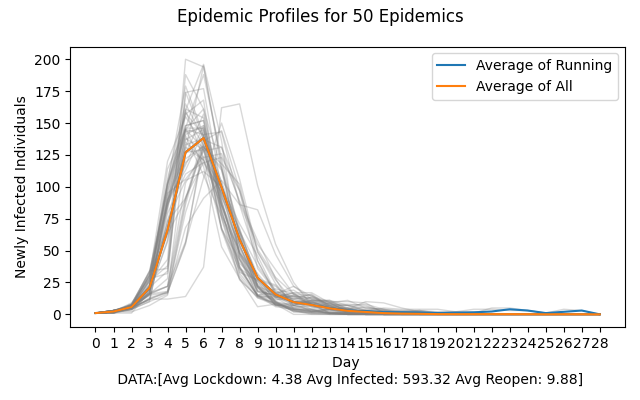 Epidemic Profiles for 50 Epidemics
Newly Infected Individuals
200
175
150
125
100
75
50
25
0
Average of Running
Average of All
0 1 2 3 4 5 6 7 8 9 10 11 12 13 14 15 16 17 18 19 20 21 22 23 24 25 26 27 28
Day
DATA:[Avg Lockdown: 4.38 Avg Infected: 593.32 Avg Reopen: 9.88]